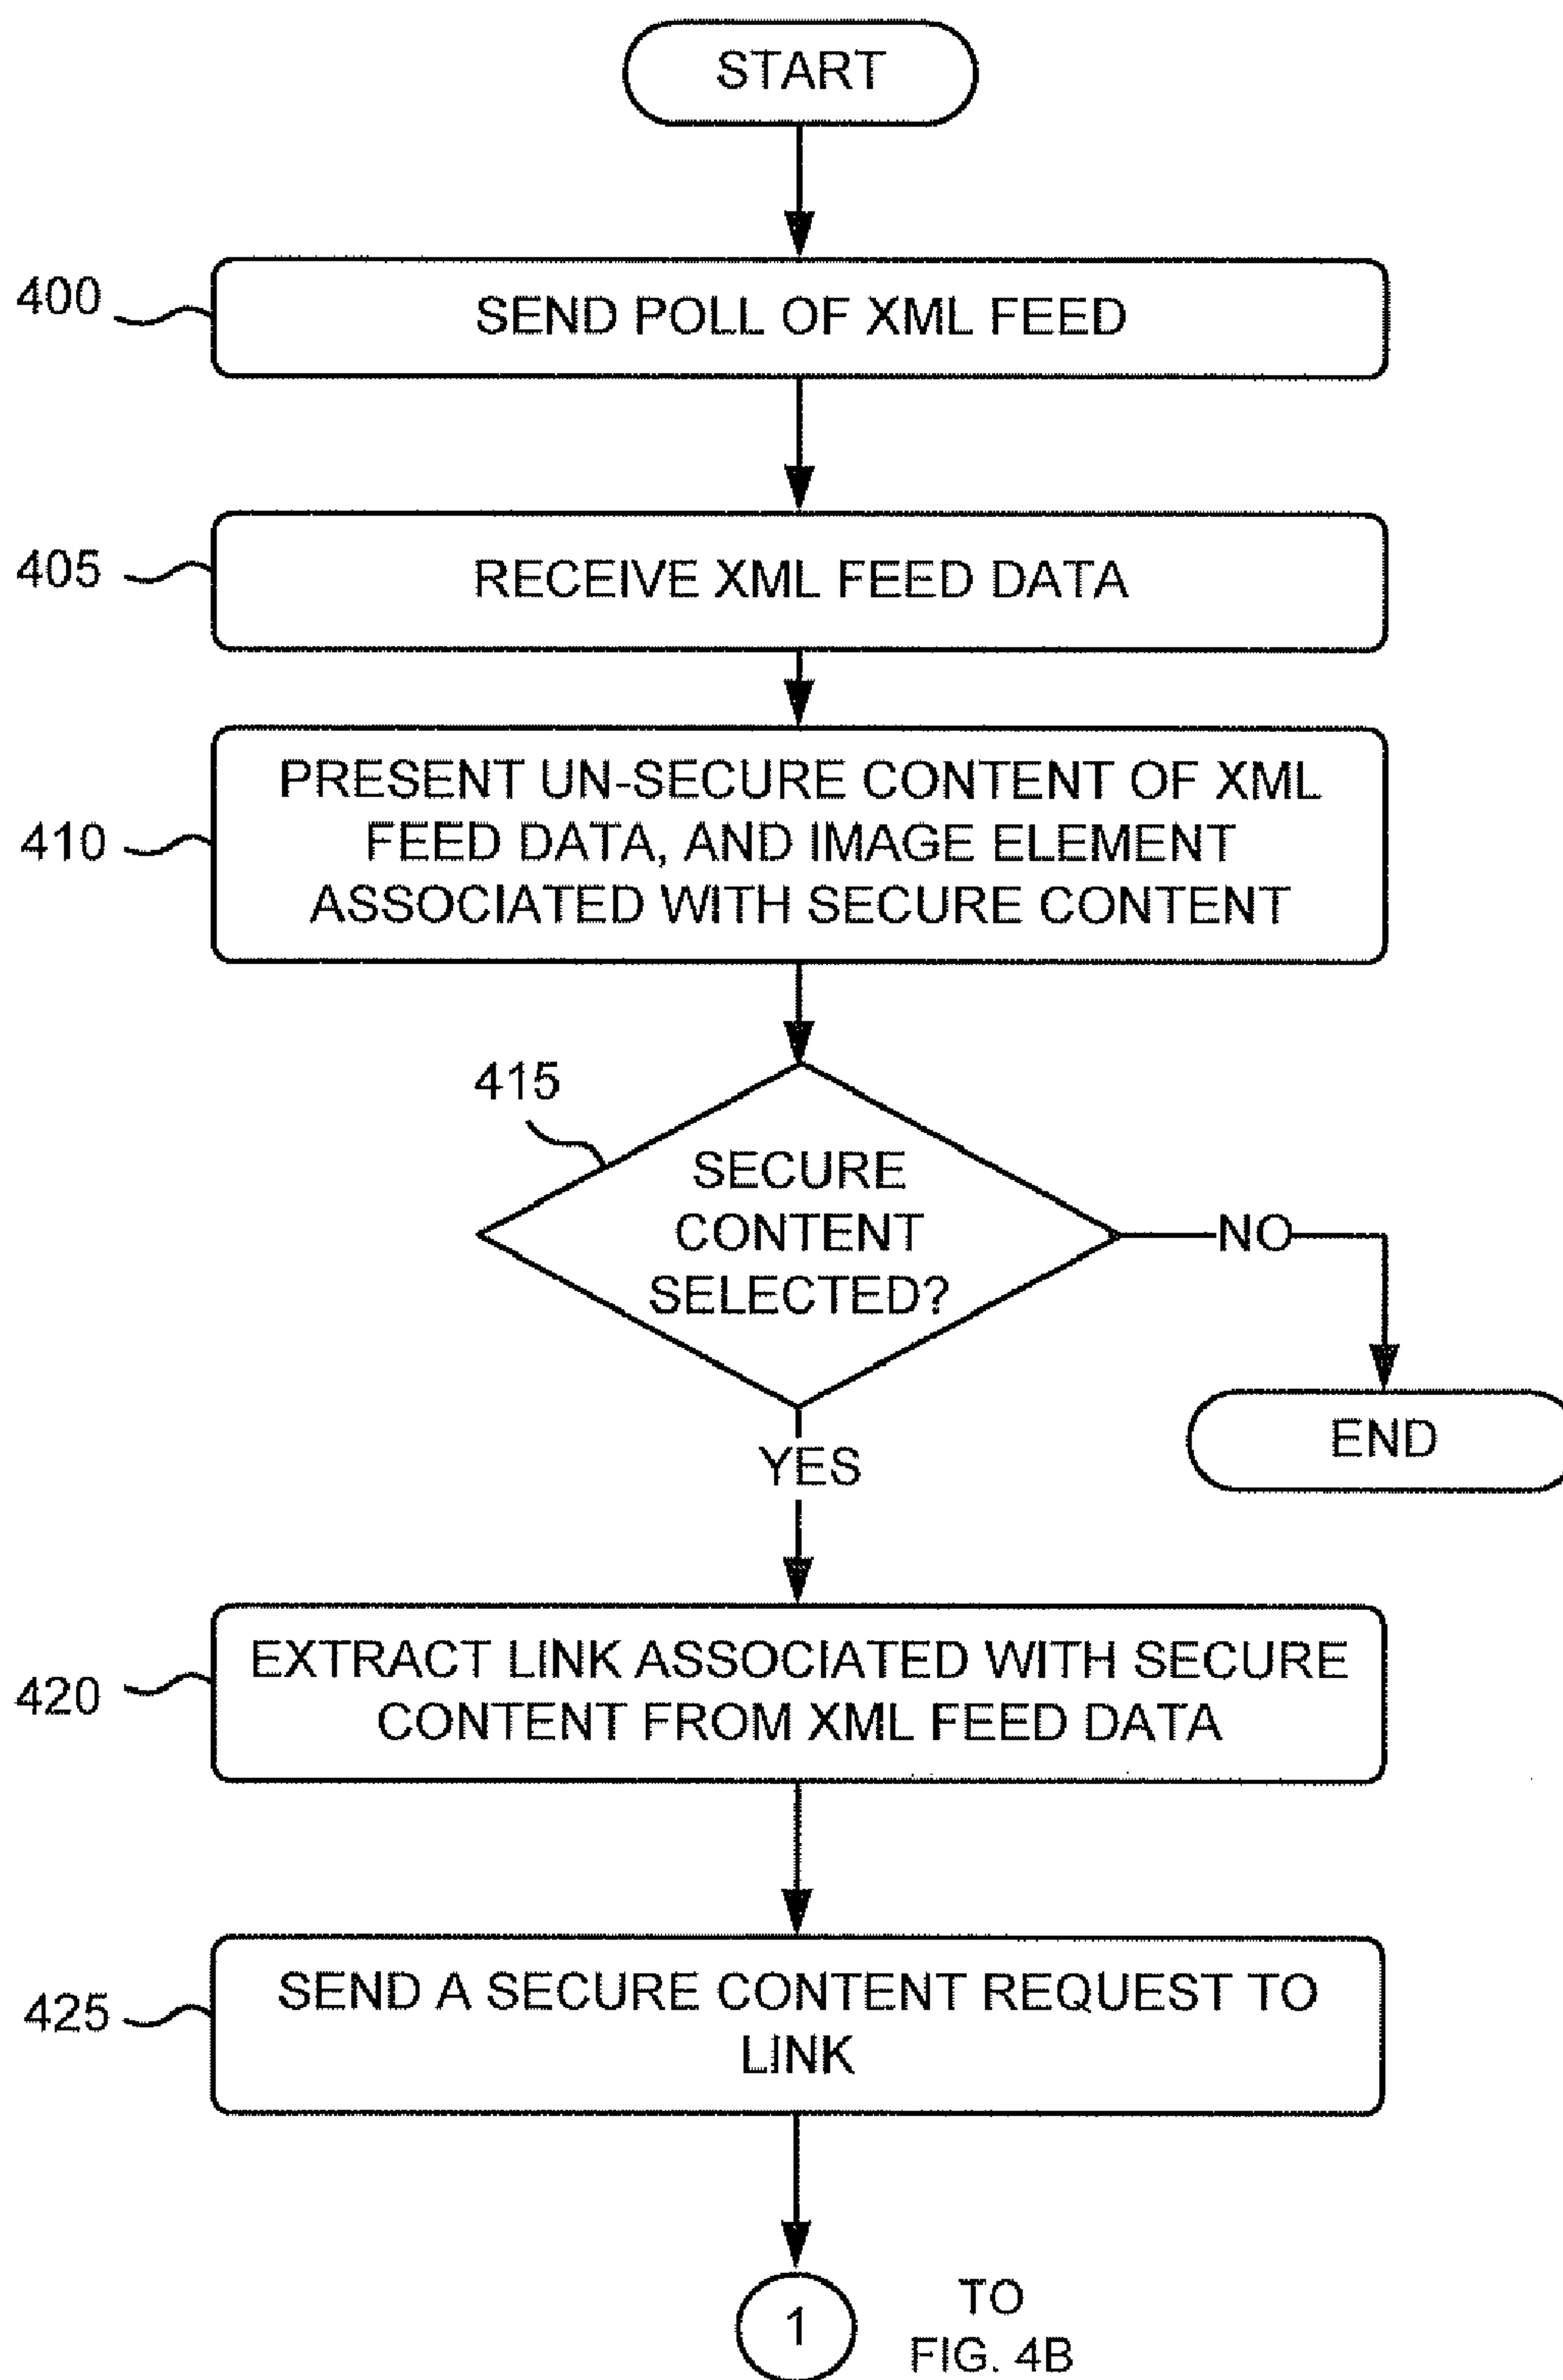 START
400
SEND POLL OF XML FEED
405
RECEIVE XML FEED DATA
410
PRESENT UN-SECURE CONTENT OF XML
FEED DATA, AND IMAGE ELEMENT
ASSOCIATED WITH SECURE CONTENT
415
SECURE
CONTENT
SELECTED?
NO
END
YES
420
EXTRACT LINK ASSOCIATED WITH SECURE
CONTENT FROM XML FEED DATA
425
SEND A SECURE CONTENT REQUEST TO
LINK
1
TO
FIG. 4B